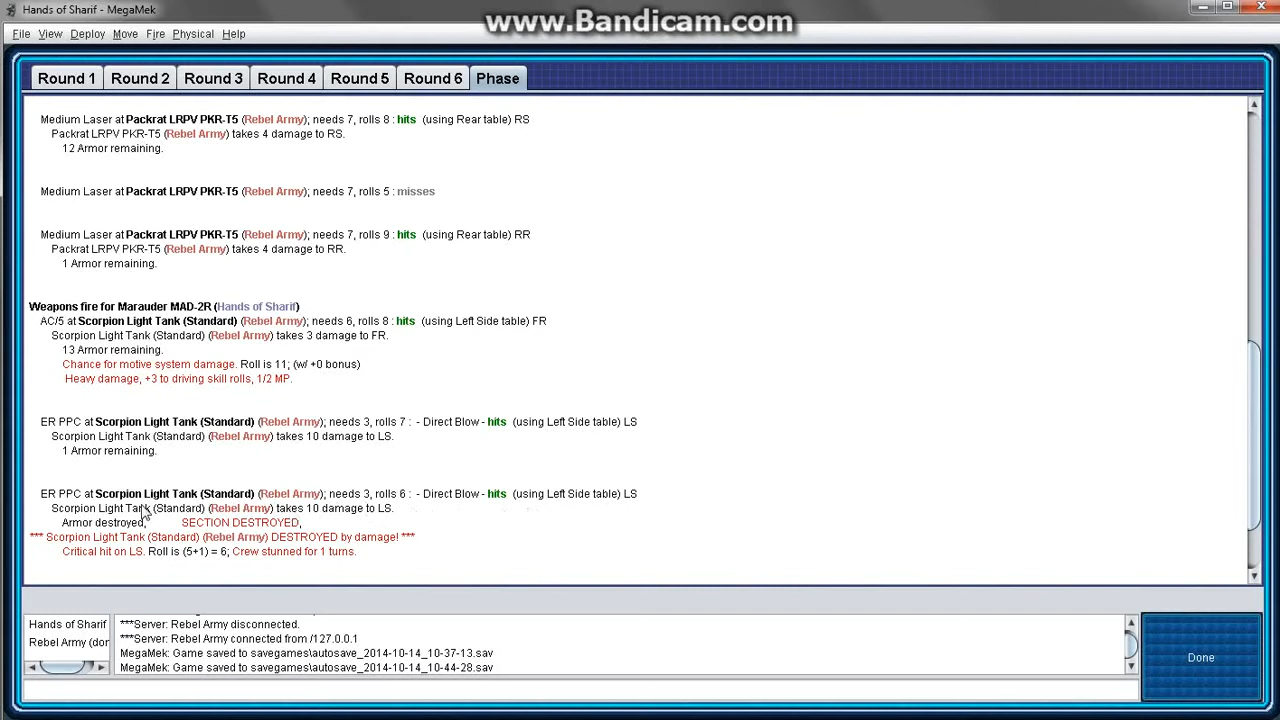 Hands of Sharif - MegaMek
www.Bandicam.com
File View Deploy Move Fire Physical Help
Round 1 Round 2 Round 3 Round 4 Round 5 Round 6 Phase
Medium Laser at Packrat LRPV PKR-T5 (Rebel Army); needs 7, rolls 8 : hits (using Rear table) RS
Packrat LRPV PKR-T5 (Rebel Army) takes 4 damage to RS.
12 Armor remaining.
Medium Laser at Packrat LRPV PKR-T5 (Rebel Army); needs 7, rolls 5 : misses
Medium Laser at Packrat LRPV PKR-T5 (Rebel Army); needs 7, rolls 9 : hits (using Rear table) RR
Packrat LRPV PKR-T5 (Rebel Army) takes 4 damage to RR.
1 Armor remaining.
Weapons fire for Marauder MAD-2R (Hands of Sharif)
AC/5 at Scorpion Light Tank (Standard) (Rebel Army); needs 6, rolls 8 : hits (using Left Side table) FR
Scorpion Light Tank (Standard) (Rebel Army) takes 3 damage to FR.
13 Armor remaining.
Chance for motive system damage. Roll is 11; (w/ +0 bonus)
Heavy damage, +3 to driving skill rolls, 1/2 MP.
ER PPC at Scorpion Light Tank (Standard) (Rebel Army); needs 3, rolls 7 : - Direct Blow - hits (using Left Side table) LS
Scorpion Light Tank (Standard) (Rebel Army) takes 10 damage to LS.
1 Armor remaining.
ER PPC at Scorpion Light Tank (Standard) (Rebel Army); needs 3, rolls 6 : - Direct Blow - hits (using Left Side table) LS
Scorpion Light Tank (Standard) (Rebel Army) takes 10 damage to LS.
Armor destroyed, SECTION DESTROYED,
*** Scorpion Light Tank (Standard) (Rebel Army) DESTROYED by damage! ***
Critical hit on LS. Roll is (5+1) = 6; Crew stunned for 1 turns.
Hands of Sharif
Rebel Army (dor
***Server: Rebel Army disconnected.
***Server: Rebel Army connected from /127.0.0.1
MegaMek: Game saved to savegames\autosave_2014-10-14_10-37-13.sav
MegaMek: Game saved to savegames\autosave_2014-10-14_10-44-28.sav
Done